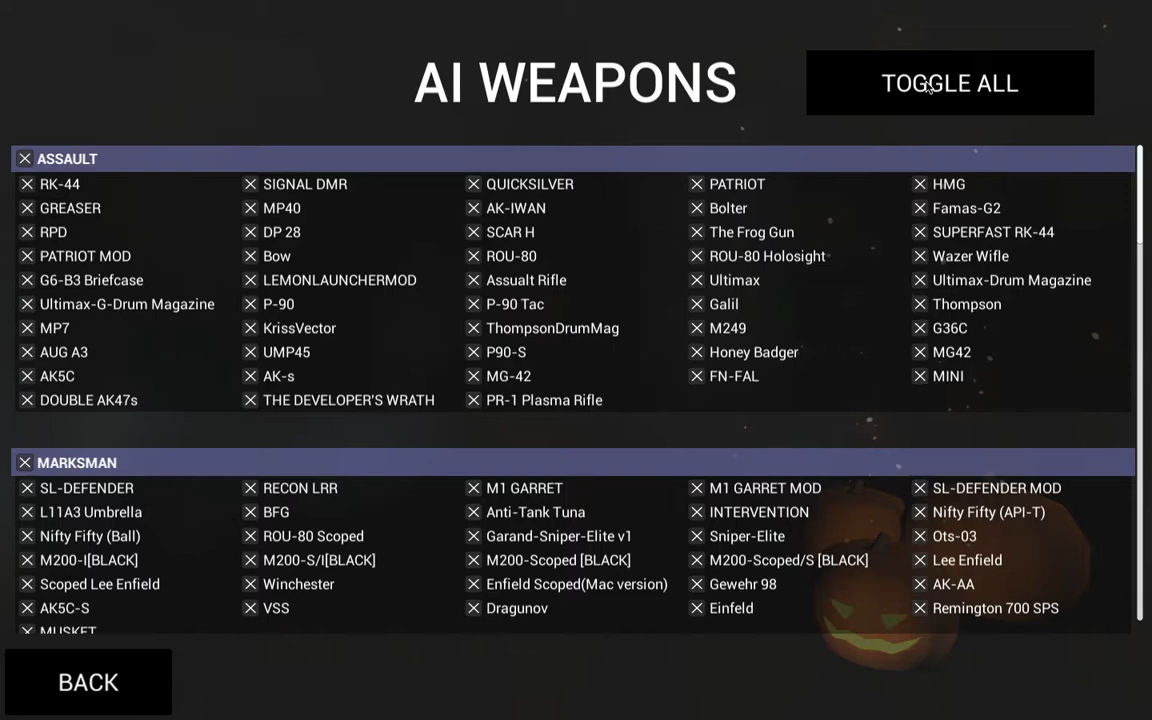 AI WEAPONS
TOGGLE ALL
ASSAULT
RK-44 SIGNAL DMR QUICKSILVER PATRIOT HMG
GREASER MP40 AK-IWAN Bolter Famas-G2
RPD DP 28 SCAR H The Frog Gun SUPERFAST RK-44
PATRIOT MOD Bow ROU-80 ROU-80 Holosight Wazer Wifle
G6-B3 Briefcase LEMONLAUNCHERMOD Assualt Rifle Ultimax Ultimax-Drum Magazine
Ultimax-G-Drum Magazine P-90 P-90 Tac Galil Thompson
MP7 KrissVector ThompsonDrumMag M249 G36C
AUG A3 UMP45 P90-S Honey Badger MG42
AK5C AK-s MG-42 FN-FAL MINI
DOUBLE AK47s THE DEVELOPER'S WRATH PR-1 Plasma Rifle
MARKSMAN
SL-DEFENDER RECON LRR M1 GARRET M1 GARRET MOD SL-DEFENDER MOD
L11A3 Umbrella BFG Anti-Tank Tuna INTERVENTION Nifty Fifty (API-T)
Nifty Fifty (Ball) ROU-80 Scoped Garand-Sniper-Elite v1 Sniper-Elite Ots-03
M200-I[BLACK] M200-S/I[BLACK] M200-Scoped [BLACK] M200-Scoped/S [BLACK] Lee Enfield
Scoped Lee Enfield Winchester Enfield Scoped(Mac version) Gewehr 98 AK-AA
AK5C-S VSS Dragunov Einfeld Remington 700 SPS
MUSKET
BACK